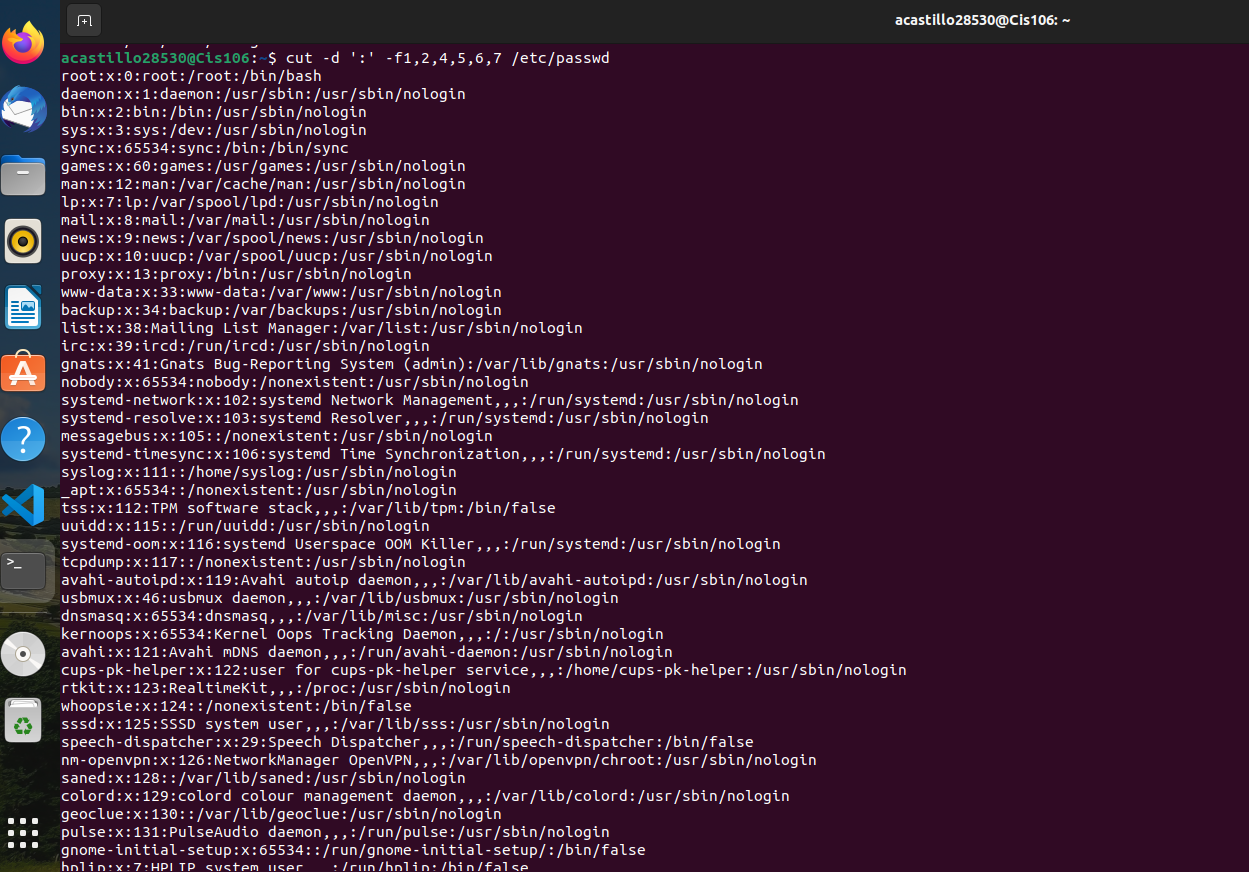 acastillo28530@Cis106: ~
acastillo28530@Cis106:~$ cut -d ':' -f1,2,4,5,6,7 /etc/passwd
root:x:0:root:/root:/bin/bash
daemon:x:1:daemon:/usr/sbin:/usr/sbin/nologin
bin:x:2:bin:/bin:/usr/sbin/nologin
sys:x:3:sys:/dev:/usr/sbin/nologin
sync:x:65534:sync:/bin:/bin/sync
games:x:60:games:/usr/games:/usr/sbin/nologin
man:x:12:man:/var/cache/man:/usr/sbin/nologin
lp:x:7:lp:/var/spool/lpd:/usr/sbin/nologin
mail:x:8:mail:/var/mail:/usr/sbin/nologin
news:x:9:news:/var/spool/news:/usr/sbin/nologin
uucp:x:10:uucp:/var/spool/uucp:/usr/sbin/nologin
proxy:x:13:proxy:/bin:/usr/sbin/nologin
www-data:x:33:www-data:/var/www:/usr/sbin/nologin
backup:x:34:backup:/var/backups:/usr/sbin/nologin
list:x:38:Mailing List Manager:/var/list:/usr/sbin/nologin
irc:x:39:ircd:/run/ircd:/usr/sbin/nologin
gnats:x:41:Gnats Bug-Reporting System (admin):/var/lib/gnats:/usr/sbin/nologin
nobody:x:65534:nobody:/nonexistent:/usr/sbin/nologin
systemd-network:x:102:systemd Network Management,,,:/run/systemd:/usr/sbin/nologin
systemd-resolve:x:103:systemd Resolver,,,:/run/systemd:/usr/sbin/nologin
messagebus:x:105::/nonexistent:/usr/sbin/nologin
systemd-timesync:x:106:systemd Time Synchronization,,,:/run/systemd:/usr/sbin/nologin
syslog:x:111::/home/syslog:/usr/sbin/nologin
_apt:x:65534::/nonexistent:/usr/sbin/nologin
tss:x:112:TPM software stack,,,:/var/lib/tpm:/bin/false
uuidd:x:115::/run/uuidd:/usr/sbin/nologin
systemd-oom:x:116:systemd Userspace OOM Killer,,,:/run/systemd:/usr/sbin/nologin
tcpdump:x:117::/nonexistent:/usr/sbin/nologin
avahi-autoipd:x:119:Avahi autoip daemon,,,:/var/lib/avahi-autoipd:/usr/sbin/nologin
usbmux:x:46:usbmux daemon,,,:/var/lib/usbmux:/usr/sbin/nologin
dnsmasq:x:65534:dnsmasq,,,:/var/lib/misc:/usr/sbin/nologin
kernoops:x:65534:Kernel Oops Tracking Daemon,,,:/:/usr/sbin/nologin
avahi:x:121:Avahi mDNS daemon,,,:/run/avahi-daemon:/usr/sbin/nologin
cups-pk-helper:x:122:user for cups-pk-helper service,,,:/home/cups-pk-helper:/usr/sbin/nologin
rtkit:x:123:RealtimeKit,,,:/proc:/usr/sbin/nologin
whoopsie:x:124::/nonexistent:/bin/false
sssd:x:125:SSSD system user,,,:/var/lib/sss:/usr/sbin/nologin
speech-dispatcher:x:29:Speech Dispatcher,,,:/run/speech-dispatcher:/bin/false
nm-openvpn:x:126:NetworkManager OpenVPN,,,:/var/lib/openvpn/chroot:/usr/sbin/nologin
saned:x:128::/var/lib/saned:/usr/sbin/nologin
colord:x:129:colord colour management daemon,,,:/var/lib/colord:/usr/sbin/nologin
geoclue:x:130::/var/lib/geoclue:/usr/sbin/nologin
pulse:x:131:PulseAudio daemon,,,:/run/pulse:/usr/sbin/nologin
gnome-initial-setup:x:65534::/run/gnome-initial-setup/:/bin/false
hplip:x:7:HPLIP system user,,,:/run/hplip:/bin/false